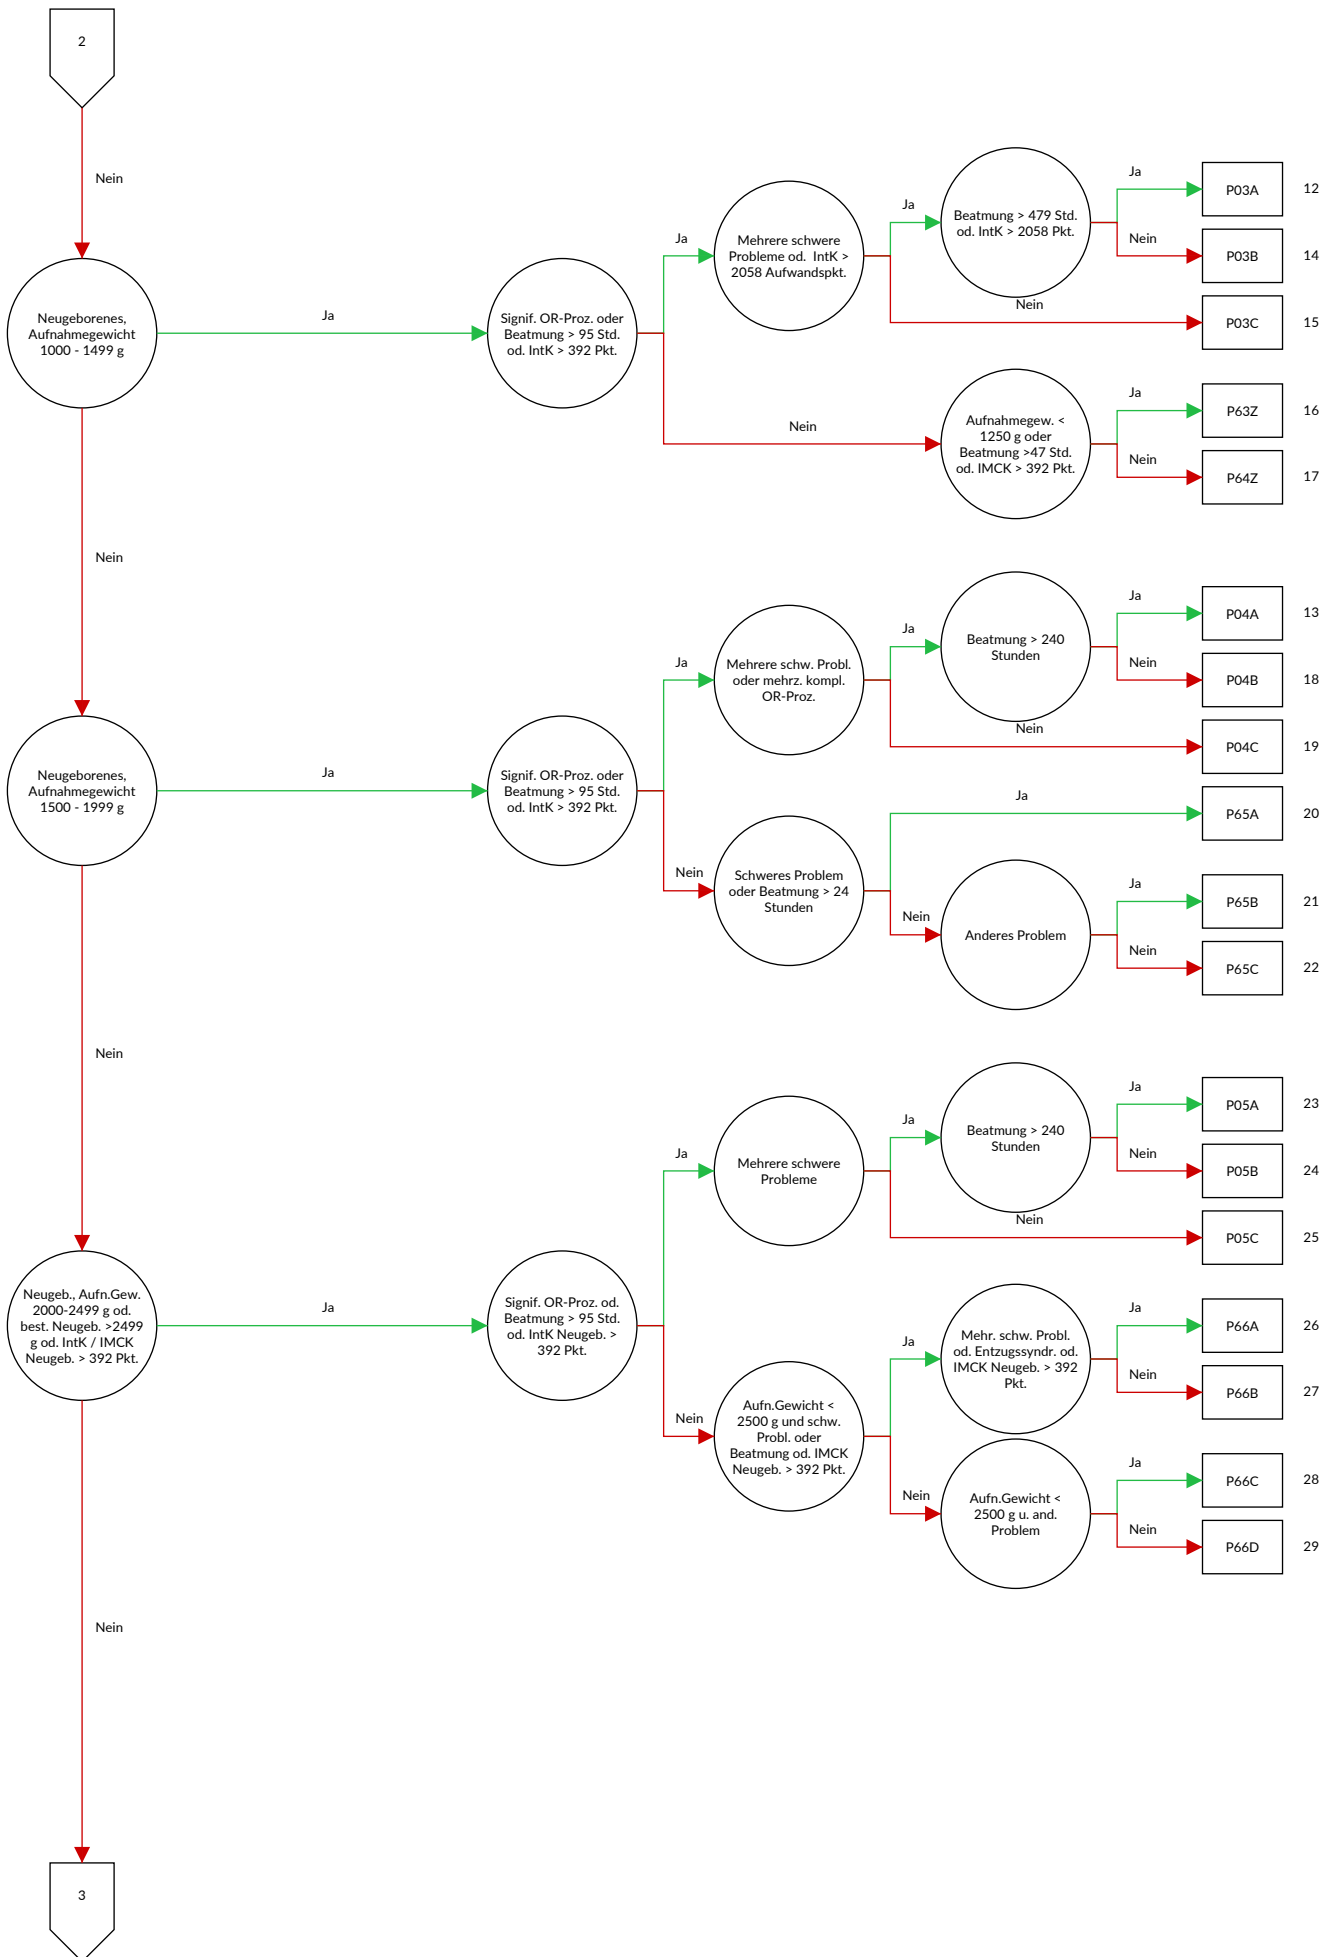 2
Nein
Neugeborenes,
Aufnahmegewicht
1000 - 1499 g
Ja
Signif. OR-Proz. oder
Beatmung > 95 Std.
od. IntK > 392 Pkt.
Ja
Mehrere schwere
Probleme od. IntK >
2058 Aufwandspkt.
Ja
Beatmung > 479 Std.
od. IntK > 2058 Pkt.
Ja
P03A
12
Nein
P03B
14
Nein
P03C
15
Nein
Aufnahmegew. <
1250 g oder
Beatmung >47 Std.
od. IMCK > 392 Pkt.
Ja
P63Z
16
Nein
P64Z
17
Nein
Neugeborenes,
Aufnahmegewicht
1500 - 1999 g
Ja
Signif. OR-Proz. oder
Beatmung > 95 Std.
od. IntK > 392 Pkt.
Ja
Mehrere schw. Probl.
oder mehrz. kompl.
OR-Proz.
Ja
Beatmung > 240
Stunden
Ja
P04A
13
Nein
P04B
18
Nein
P04C
19
Nein
Schweres Problem
oder Beatmung > 24
Stunden
Ja
P65A
20
Nein
Anderes Problem
Ja
P65B
21
Nein
P65C
22
Nein
Neugeb., Aufn.Gew.
2000-2499 g od.
best. Neugeb. >2499
g od. IntK / IMCK
Neugeb. > 392 Pkt.
Ja
Signif. OR-Proz. od.
Beatmung > 95 Std.
od. IntK Neugeb. >
392 Pkt.
Ja
Mehrere schwere
Probleme
Ja
Beatmung > 240
Stunden
Ja
P05A
23
Nein
P05B
24
Nein
P05C
25
Nein
Aufn.Gewicht <
2500 g und schw.
Probl. oder
Beatmung od. IMCK
Neugeb. > 392 Pkt.
Ja
Mehr. schw. Probl.
od. Entzugssyndr. od.
IMCK Neugeb. > 392
Pkt.
Ja
P66A
26
Nein
P66B
27
Nein
Aufn.Gewicht <
2500 g u. and.
Problem
Ja
P66C
28
Nein
P66D
29
Nein
3